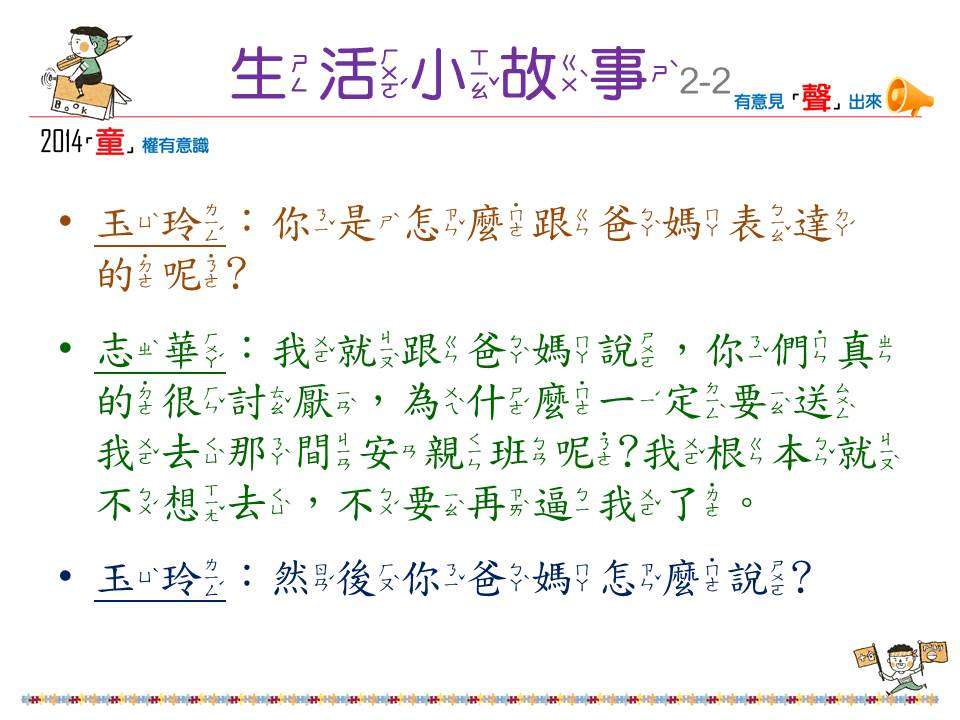 生活小故事2-2
有意見「聲」出來
2014「童」權有意識
• 玉玲：你是怎麼跟爸媽表達
的呢？
• 志華：我就跟爸媽說，你們真
的很討厭，為什麼一定要送
我去那間安親班呢？我根本就
不想去，不要再逼我了。
• 玉玲：然後你爸媽怎麼說？
Book